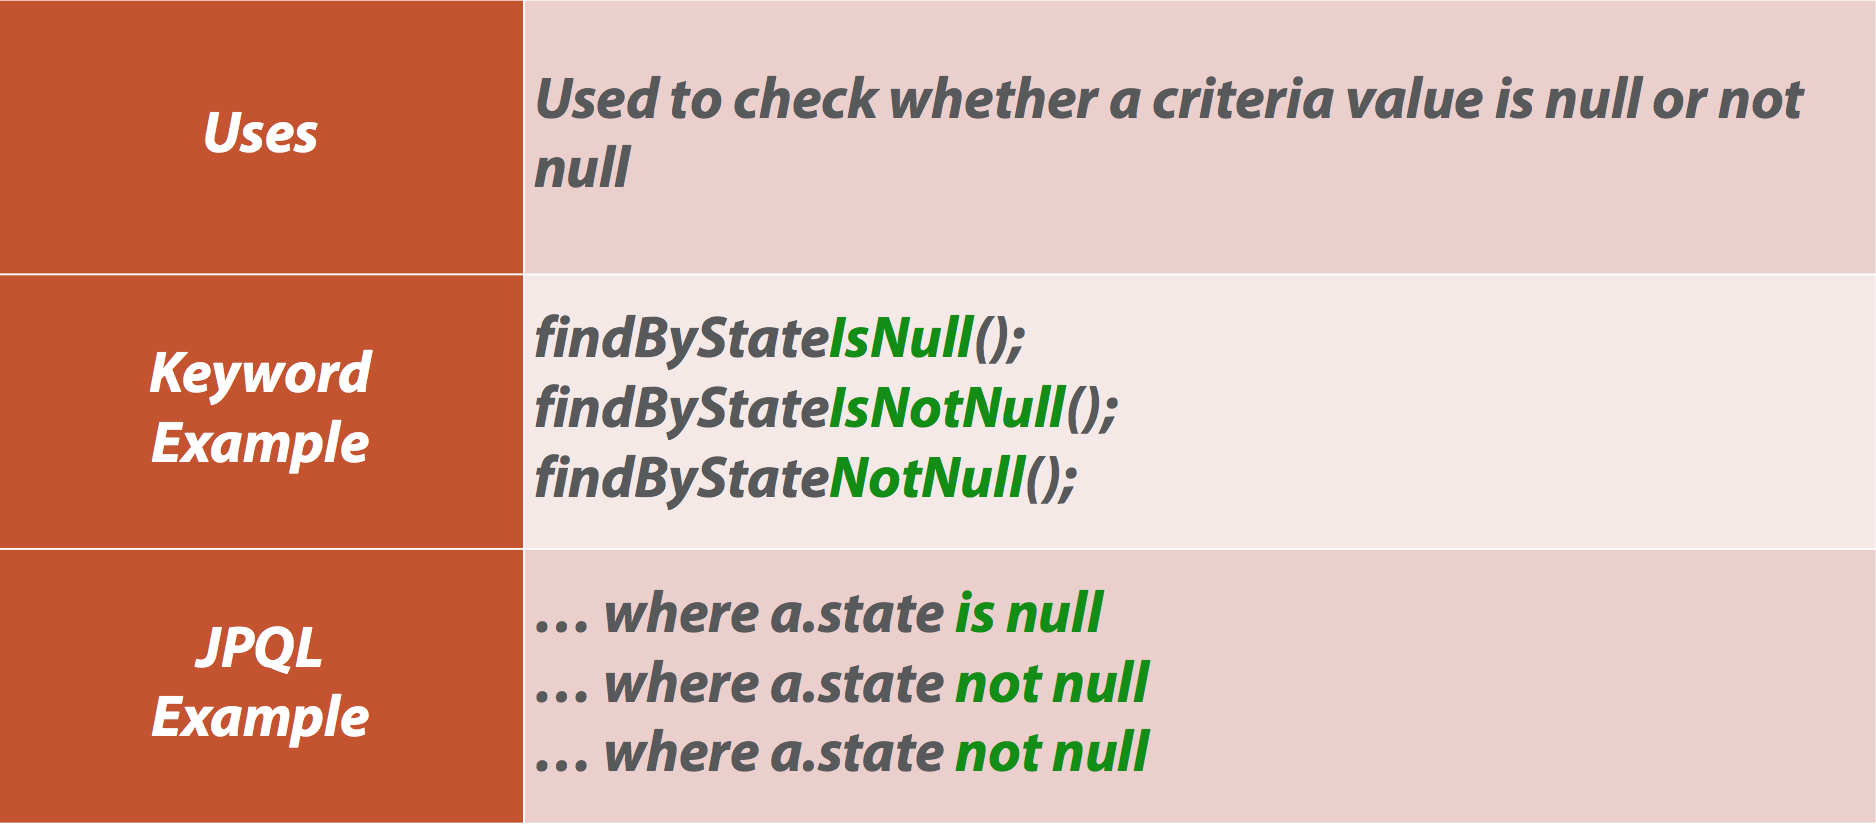 Uses
Used to check whether a criteria value is null or not
null
Keyword
Example
findByStateIsNull();
findByStateIsNotNull();
findByStateNotNull();
JPQL
Example
… where a.state is null
… where a.state not null
… where a.state not null